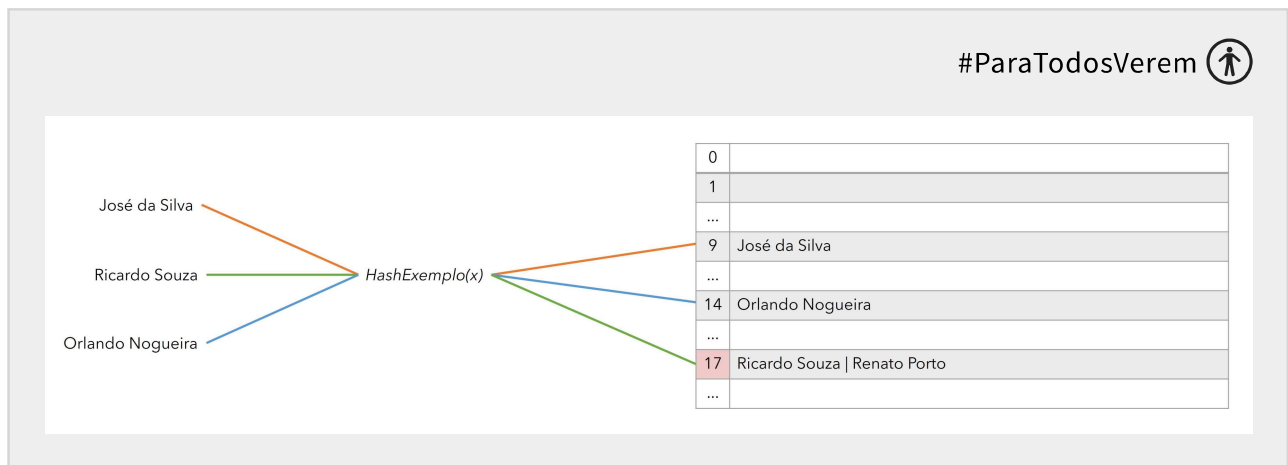 #ParaTodosVerem
José da Silva
Ricardo Souza
Orlando Nogueira
HashExemplo(x)
0
1
...
9 José da Silva
...
14 Orlando Nogueira
...
17 Ricardo Souza | Renato Porto
...